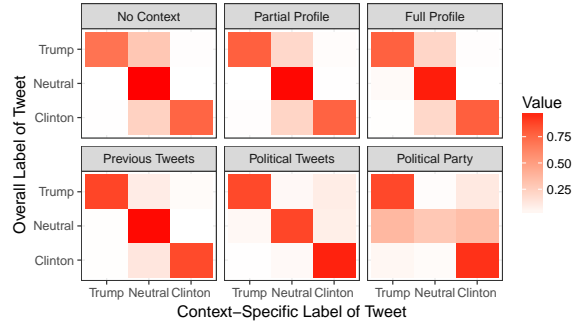 No Context Partial Profile Full Profile
Trump
Neutral
Clinton
Previous Tweets Political Tweets Political Party
Trump
Neutral
Clinton
Trump Neutral Clinton Trump Neutral Clinton Trump Neutral Clinton
Context−Specific Label of Tweet
Overall Label of Tweet
Value
0.75
0.50
0.25